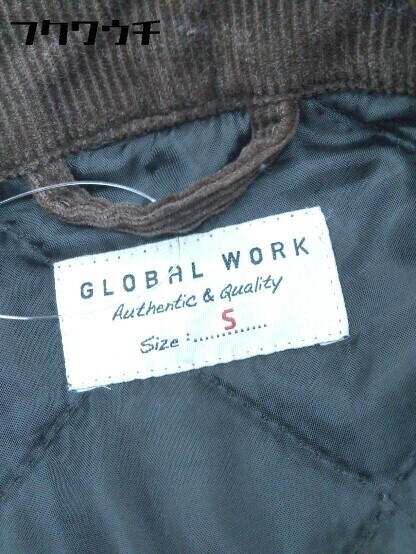 フクワウチ
GLOBAL WORK
Authentic & Quality
Size : ............. S